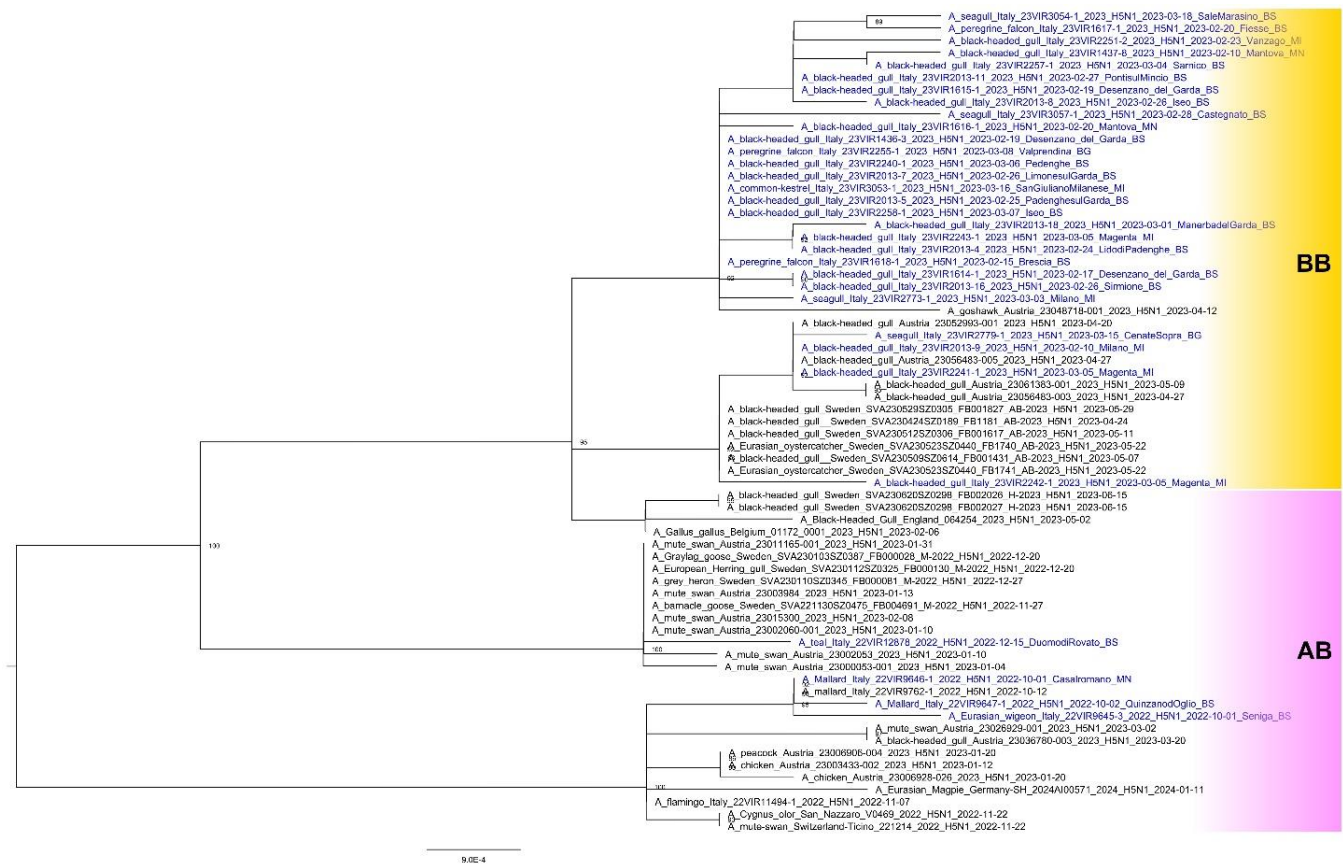 A_seagull_Italy_23VIR3054-1_2023_H5N1_2023-03-18_SaleMarasino_BS
89
A_peregrine_falcon_Italy_23VIR1617-1_2023_H5N1_2023-02-20_Fiesse_BS
A_black-headed_gull_Italy_23VIR2251-2_2023_H5N1_2023-02-23_Vanzago_MI
A_black-headed_gull_Italy_23VIR1437-8_2023_H5N1_2023-02-10_Mantova_MN
A_black-headed_gull_Italy_23VIR2257-1_2023_H5N1_2023-03-04_Sarnico_BS
A_black-headed_gull_Italy_23VIR2013-11_2023_H5N1_2023-02-27_PontisulMincio_BS
A_black-headed_gull_Italy_23VIR1615-1_2023_H5N1_2023-02-19_Desenzano_del_Garda_BS
A_black-headed_gull_Italy_23VIR2013-8_2023_H5N1_2023-02-26_Iseo_BS
A_seagull_Italy_23VIR3057-1_2023_H5N1_2023-02-28_Castegnato_BS
A_black-headed_gull_Italy_23VIR1616-1_2023_H5N1_2023-02-20_Mantova_MN
A_black-headed_gull_Italy_23VIR1436-3_2023_H5N1_2023-02-19_Desenzano_del_Garda_BS
A_peregrine_falcon_Italy_23VIR2255-1_2023_H5N1_2023-03-08_Valprendina_BG
A_black-headed_gull_Italy_23VIR2240-1_2023_H5N1_2023-03-06_Pedenghe_BS
A_black-headed_gull_Italy_23VIR2013-7_2023_H5N1_2023-02-26_LimonesulGarda_BS
A_common-kestrel_Italy_23VIR3053-1_2023_H5N1_2023-03-16_SanGiulianoMilanese_MI
A_black-headed_gull_Italy_23VIR2013-5_2023_H5N1_2023-02-25_PadenghesulGarda_BS
A_black-headed_gull_Italy_23VIR2258-1_2023_H5N1_2023-03-07_Iseo_BS
A_black-headed_gull_Italy_23VIR2013-18_2023_H5N1_2023-03-01_ManerbadelGarda_BS
A_black-headed_gull_Italy_23VIR2243-1_2023_H5N1_2023-03-05_Magenta_MI
A_black-headed_gull_Italy_23VIR2013-4_2023_H5N1_2023-02-24_LidodiPadenghe_BS
A_peregrine_falcon_Italy_23VIR1618-1_2023_H5N1_2023-02-15_Brescia_BS
BB
A_black-headed_gull_Italy_23VIR1614-1_2023_H5N1_2023-02-17_Desenzano_del_Garda_BS
A_black-headed_gull_Italy_23VIR2013-16_2023_H5N1_2023-02-26_Sirmione_BS
A_seagull_Italy_23VIR2773-1_2023_H5N1_2023-03-03_Milano_MI
A_goshawk_Austria_23048718-001_2023_H5N1_2023-04-12
A_black-headed_gull_Austria_23052993-001_2023_H5N1_2023-04-20
A_seagull_Italy_23VIR2779-1_2023_H5N1_2023-03-15_CenateSopra_BG
A_black-headed_gull_Italy_23VIR2013-9_2023_H5N1_2023-02-10_Milano_MI
A_black-headed_gull_Austria_23056483-005_2023_H5N1_2023-04-27
A_black-headed_gull_Italy_23VIR2241-1_2023_H5N1_2023-03-05_Magenta_MI
A_black-headed_gull_Austria_23061383-001_2023_H5N1_2023-05-09
A_black-headed_gull_Austria_23056483-003_2023_H5N1_2023-04-27
A_black-headed_gull_Sweden_SVA230529SZ0305_FB001827_AB-2023_H5N1_2023-05-29
A_black-headed_gull__Sweden_SVA230424SZ0189_FB1181_AB-2023_H5N1_2023-04-24
A_black-headed_gull_Sweden_SVA230512SZ0306_FB001617_AB-2023_H5N1_2023-05-11
95
A_Eurasian_oystercatcher_Sweden_SVA230523SZ0440_FB1740_AB-2023_H5N1_2023-05-22
A_black-headed_gull__Sweden_SVA230509SZ0614_FB001431_AB-2023_H5N1_2023-05-07
A_Eurasian_oystercatcher_Sweden_SVA230523SZ0440_FB1741_AB-2023_H5N1_2023-05-22
A_black-headed_gull_Italy_23VIR2242-1_2023_H5N1_2023-03-05_Magenta_MI
A_black-headed_gull_Sweden_SVA230620SZ0298_FB002026_H-2023_H5N1_2023-06-15
A_black-headed_gull_Sweden_SVA230620SZ0298_FB002027_H-2023_H5N1_2023-06-15
A_Black-Headed_Gull_England_064254_2023_H5N1_2023-05-02
A_Gallus_gallus_Belgium_01172_0001_2023_H5N1_2023-02-06
100
A_mute_swan_Austria_23011165-001_2023_H5N1_2023-01-31
A_Graylag_goose_Sweden_SVA230103SZ0387_FB000028_M-2022_H5N1_2022-12-20
A_European_Herring_gull_Sweden_SVA230112SZ0325_FB000130_M-2022_H5N1_2022-12-20
A_grey_heron_Sweden_SVA230110SZ0345_FB000081_M-2022_H5N1_2022-12-27
A_mute_swan_Austria_23003984_2023_H5N1_2023-01-13
A_barnacle_goose_Sweden_SVA221130SZ0475_FB004691_M-2022_H5N1_2022-11-27
A_mute_swan_Austria_23015300_2023_H5N1_2023-02-08
A_mute_swan_Austria_23002060-001_2023_H5N1_2023-01-10
A_teal_Italy_22VIR12878_2022_H5N1_2022-12-15_DuomodiRovato_BS
100
AB
A_mute_swan_Austria_23002053_2023_H5N1_2023-01-10
A_mute_swan_Austria_23000053-001_2023_H5N1_2023-01-04
A_Mallard_Italy_22VIR9646-1_2022_H5N1_2022-10-01_Casalromano_MN
A_mallard_Italy_22VIR9762-1_2022_H5N1_2022-10-12
A_Mallard_Italy_22VIR9647-1_2022_H5N1_2022-10-02_QuinzanodOglio_BS
A_Eurasian_wigeon_Italy_22VIR9645-3_2022_H5N1_2022-10-01_Seniga_BS
A_mute_swan_Austria_23026929-001_2023_H5N1_2023-03-02
A_black-headed_gull_Austria_23036780-003_2023_H5N1_2023-03-20
A_peacock_Austria_23006906-004_2023_H5N1_2023-01-20
A_chicken_Austria_23003433-002_2023_H5N1_2023-01-12
A_chicken_Austria_23006928-026_2023_H5N1_2023-01-20
100
A_Eurasian_Magpie_Germany-SH_2024AI00571_2024_H5N1_2024-01-11
A_flamingo_Italy_22VIR11494-1_2022_H5N1_2022-11-07
A_Cygnus_olor_San_Nazzaro_V0469_2022_H5N1_2022-11-22
A_mute-swan_Switzerland-Ticino_221214_2022_H5N1_2022-11-22
9.0E-4